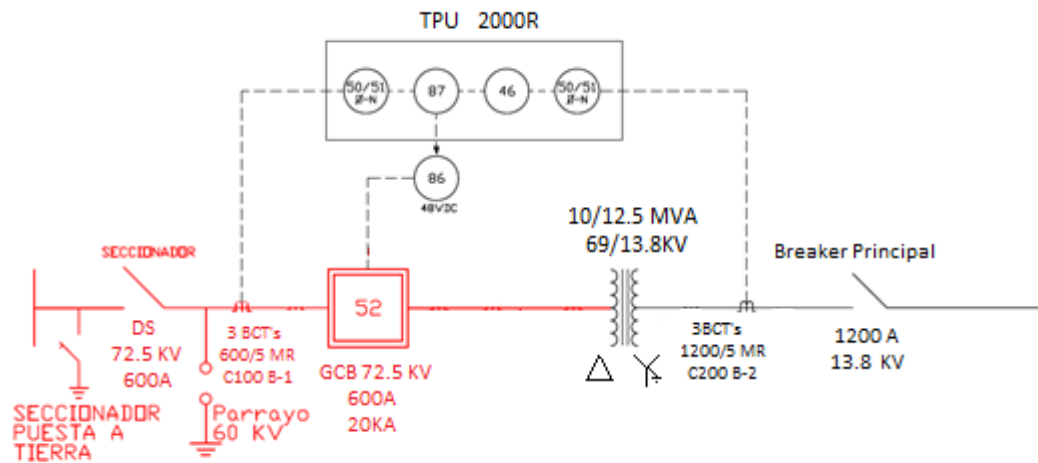 TPU 2000R
50/51
Ø-N
87
46
50/51
Ø-N
86
48VDC
10/12.5 MVA
69/13.8KV
SECCIONADOR
Breaker Principal
52
DS
72.5 KV
600A
3 BCT's
600/5 MR
C100 B-1
GCB 72.5 KV
600A
20KA
3BCT's
1200/5 MR
C200 B-2
1200 A
13.8 KV
SECCIONADOR
PUESTA A
TIERRA
Parrayo
60 KV